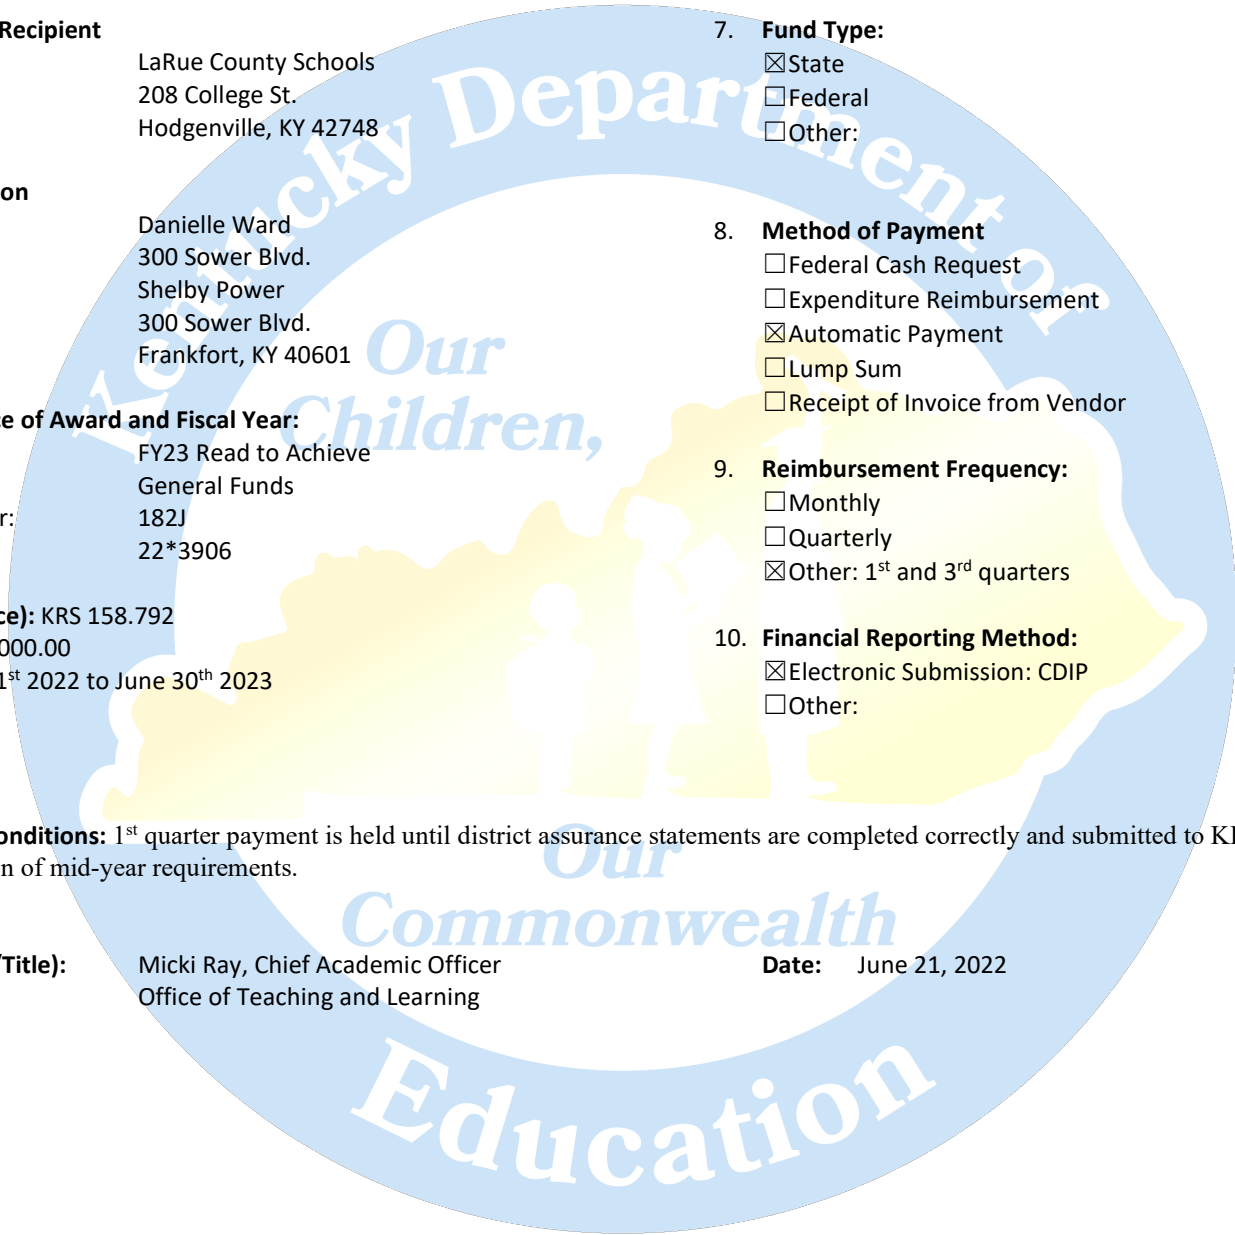 Recipient
LaRue County Schools
208 College St.
Hodgenville, KY 42748
on
Danielle Ward
300 Sower Blvd.
Shelby Power
300 Sower Blvd.
Frankfort, KY 40601
ce of Award and Fiscal Year:
FY23 Read to Achieve
General Funds
r: 182J
22*3906
ce): KRS 158.792
000.00
1st 2022 to June 30th 2023
7. Fund Type:
☒State
☐Federal
☐Other:
8. Method of Payment
☐Federal Cash Request
☐Expenditure Reimbursement
☒Automatic Payment
☐Lump Sum
☐Receipt of Invoice from Vendor
9. Reimbursement Frequency:
☐Monthly
☐Quarterly
☒Other: 1st and 3rd quarters
10. Financial Reporting Method:
☒Electronic Submission: CDIP
☐Other:
onditions: 1st quarter payment is held until district assurance statements are completed correctly and submitted to
n of mid-year requirements.
/Title): Micki Ray, Chief Academic Officer Date: June 21, 2022
Office of Teaching and Learning
Kentucky Department of
Our
Children,
Our
Commonwealth
Education